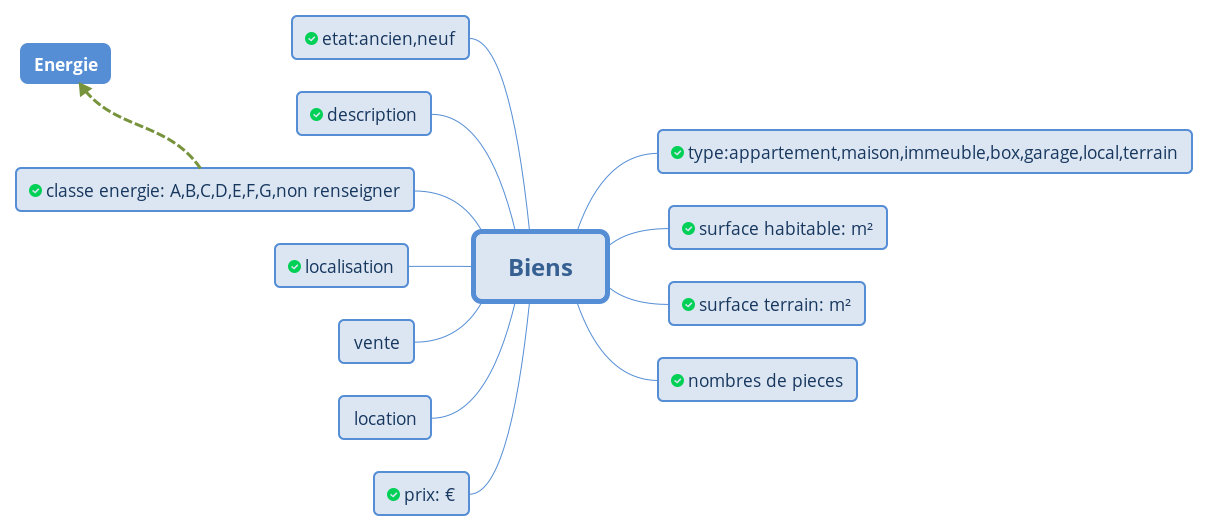 etat:ancien,neuf
Energie
description
type:appartement,maison,immeuble,box,garage,local,terrain
classe energie: A,B,C,D,E,F,G,non renseigner
surface habitable: m²
Biens
localisation
surface terrain: m²
vente
nombres de pieces
location
prix: €